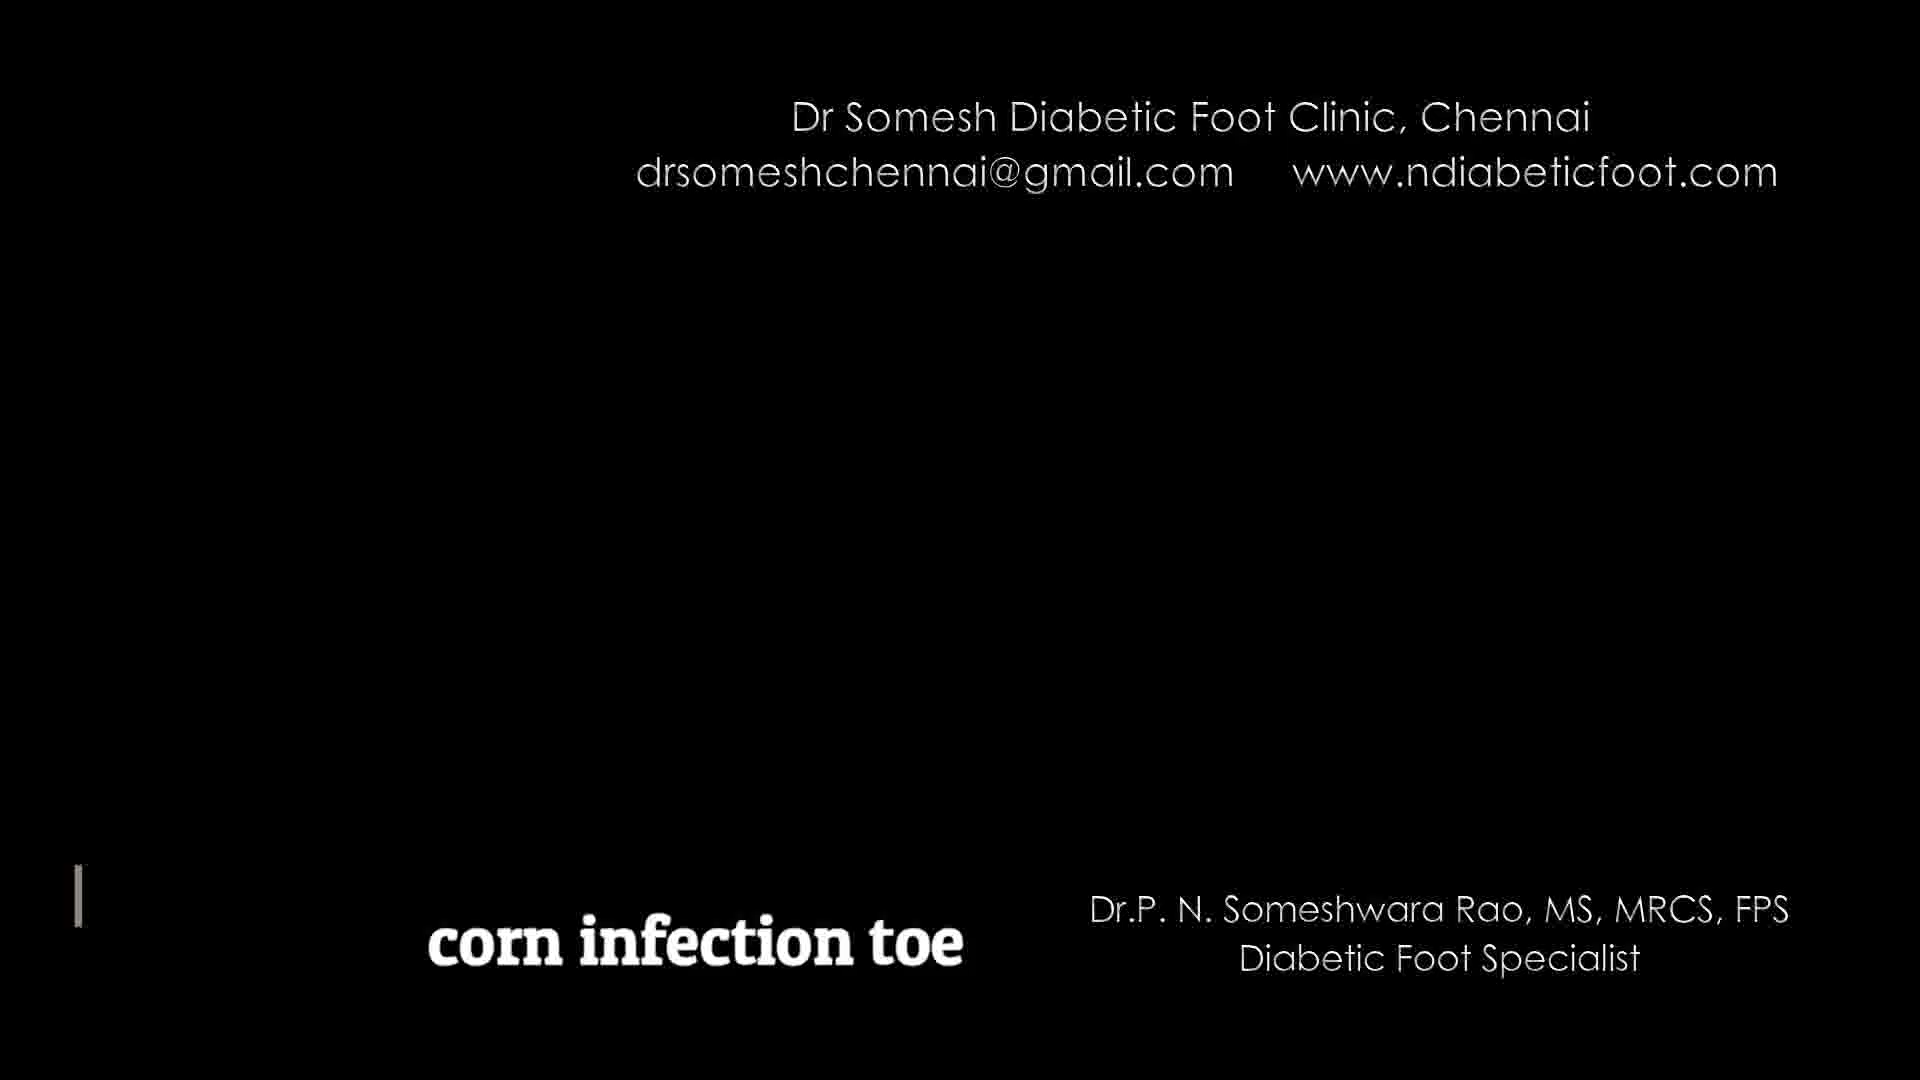 Dr Somesh Diabetic Foot Clinic, Chennai
drsomeshchennai@gmail.com www.ndiabeticfoot.com
corn infection toe
Dr.P. N. Someshwara Rao, MS, MRCS, FPS
Diabetic Foot Specialist